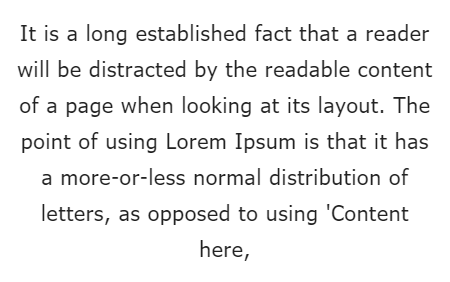 It is a long established fact that a reader
will be distracted by the readable content
of a page when looking at its layout. The
point of using Lorem Ipsum is that it has
a more-or-less normal distribution of
letters, as opposed to using 'Content
here,